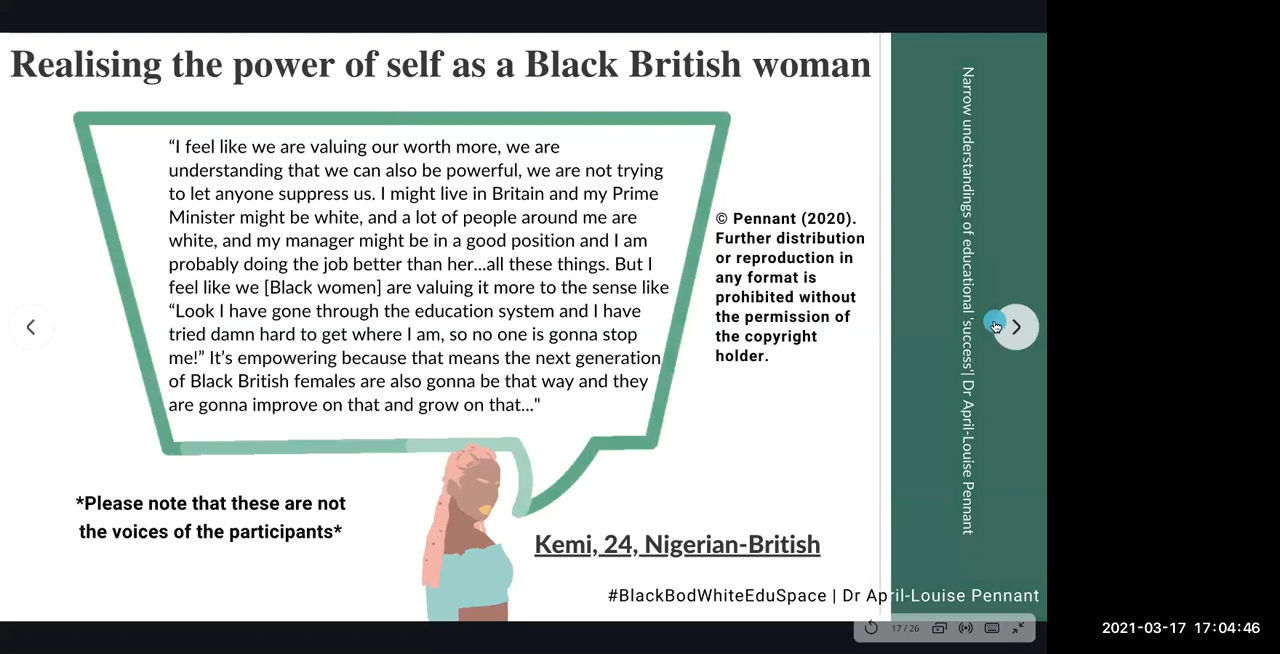 Realising the power of self as a Black British woman
“I feel like we are valuing our worth more, we are
understanding that we can also be powerful, we are not trying
to let anyone suppress us. I might live in Britain and my Prime
Minister might be white, and a lot of people around me are
white, and my manager might be in a good position and I am
probably doing the job better than her...all these things. But I
feel like we [Black women] are valuing it more to the sense like
“Look I have gone through the education system and I have
tried damn hard to get where I am, so no one is gonna stop
me!” It’s empowering because that means the next generation
of Black British females are also gonna be that way and they
are gonna improve on that and grow on that..."
© Pennant (2020).
Further distribution
or reproduction in
any format is
prohibited without
the permission of
the copyright
holder.
*Please note that these are not
the voices of the participants*
Kemi, 24, Nigerian-British
#BlackBodWhiteEduSpace | Dr April-Louise Pennant
Narrow understandings of educational 'success'| Dr April-Louise Pennant
17 / 26
2021-03-17 17:04:46